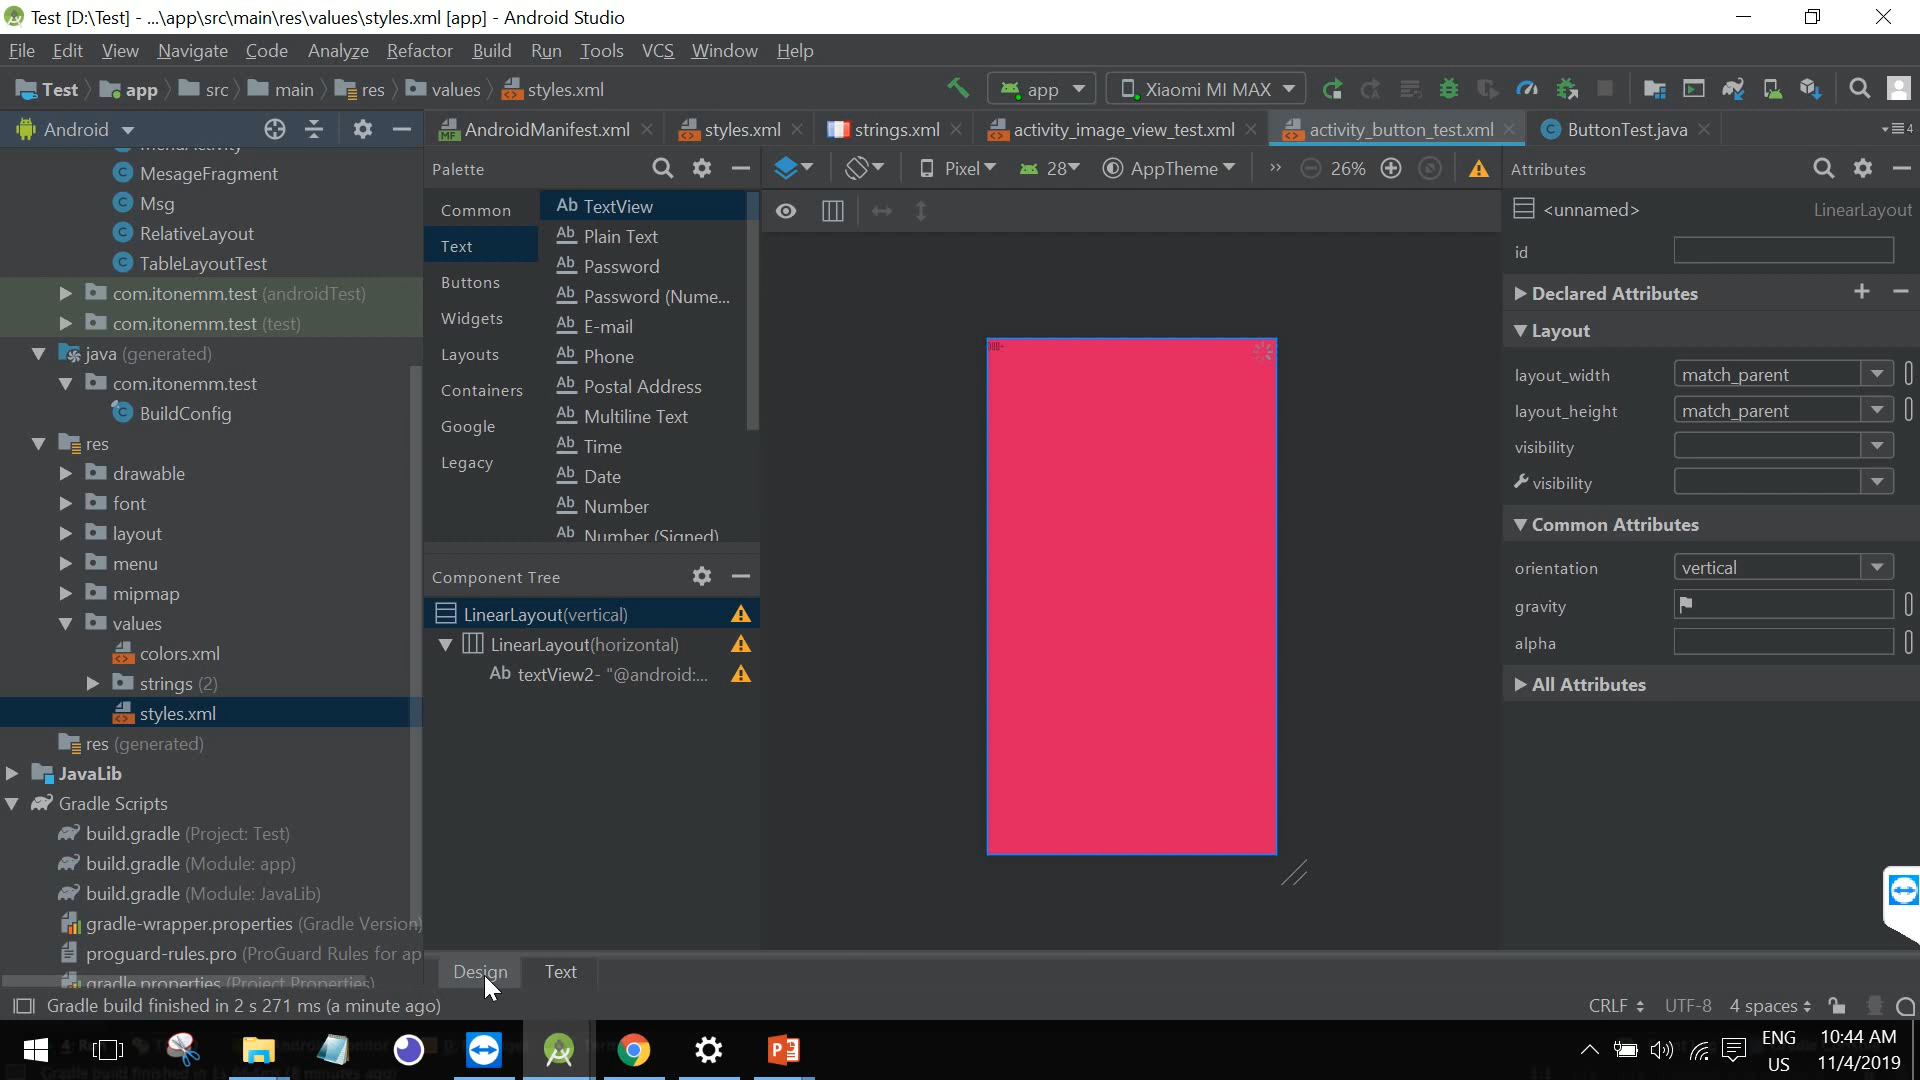 Test [D:\Test] - ...\app\src\main\res\values\styles.xml [app] - Android Studio
File Edit View Navigate Code Analyze Refactor Build Run Tools VCS Window Help
Test app src main res values styles.xml app Xiaomi MI MAX
Android AndroidManifest.xml styles.xml strings.xml activity_image_view_test.xml activity_button_test.xml ButtonTest.java 4
MesageFragment
Msg
RelativeLayout
TableLayoutTest
com.itonemm.test (androidTest)
com.itonemm.test (test)
java (generated)
com.itonemm.test
BuildConfig
res
drawable
font
layout
menu
mipmap
values
colors.xml
strings (2)
styles.xml
res (generated)
JavaLib
Gradle Scripts
build.gradle (Project: Test)
build.gradle (Module: app)
build.gradle (Module: JavaLib)
gradle-wrapper.properties (Gradle Version)
proguard-rules.pro (ProGuard Rules for ap
gradle.properties (Project Properties)
Palette
Common
Text
Buttons
Widgets
Layouts
Containers
Google
Legacy
Ab TextView
Ab Plain Text
Ab Password
Ab Password (Nume...
Ab E-mail
Ab Phone
Ab Postal Address
Ab Multiline Text
Ab Time
Ab Date
Ab Number
Ab Number (Signed)
Component Tree
LinearLayout(vertical)
LinearLayout(horizontal)
Ab textView2- "@android:...
Pixel 28 AppTheme 26%
Attributes
<unnamed> LinearLayout
id
Declared Attributes
Layout
layout_width match_parent
layout_height match_parent
visibility
visibility
Common Attributes
orientation vertical
gravity
alpha
All Attributes
Design Text
Gradle build finished in 2 s 271 ms (a minute ago) CRLF UTF-8 4 spaces
ENG US
10:44 AM
11/4/2019